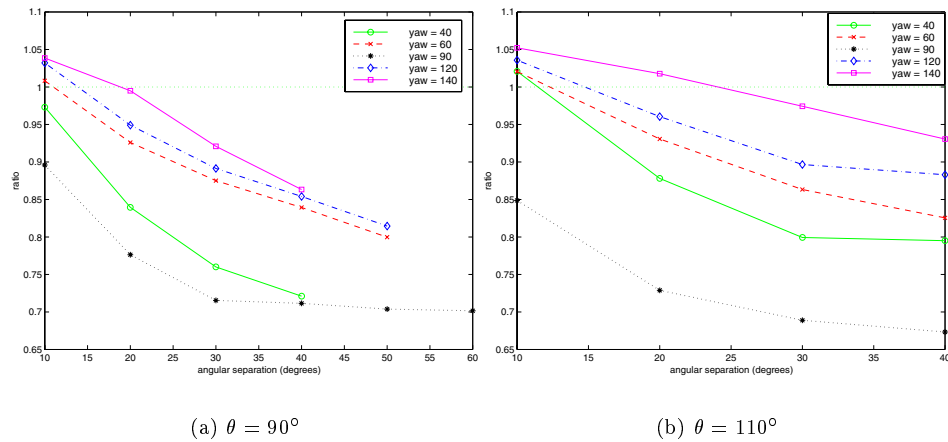 1.1
1.05
1
0.95
0.9
0.85
0.8
0.75
0.7
0.65
ratio
10 15 20 25 30 35 40 45 50 55 60
angular separation (degrees)
yaw = 40
yaw = 60
yaw = 90
yaw = 120
yaw = 140
(a) θ = 90°
1.1
1.05
1
0.95
0.9
0.85
0.8
0.75
0.7
0.65
ratio
10 15 20 25 30 35 40
angular separation (degrees)
yaw = 40
yaw = 60
yaw = 90
yaw = 120
yaw = 140
(b) θ = 110°